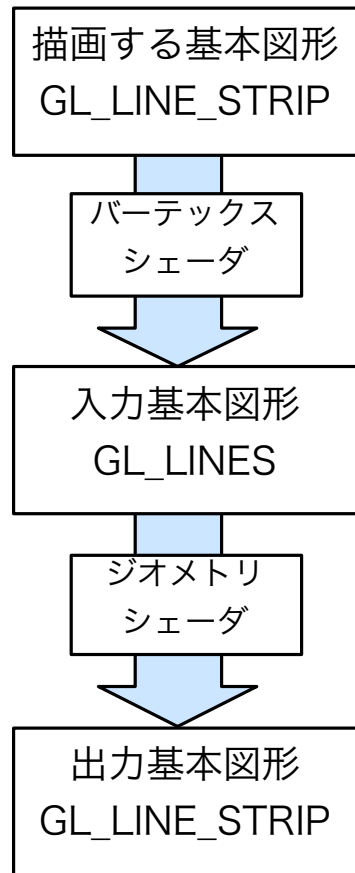 描画する基本図形
GL_LINE_STRIP
バーテックス
シェーダ
入力基本図形
GL_LINES
ジオメトリ
シェーダ
出力基本図形
GL_LINE_STRIP